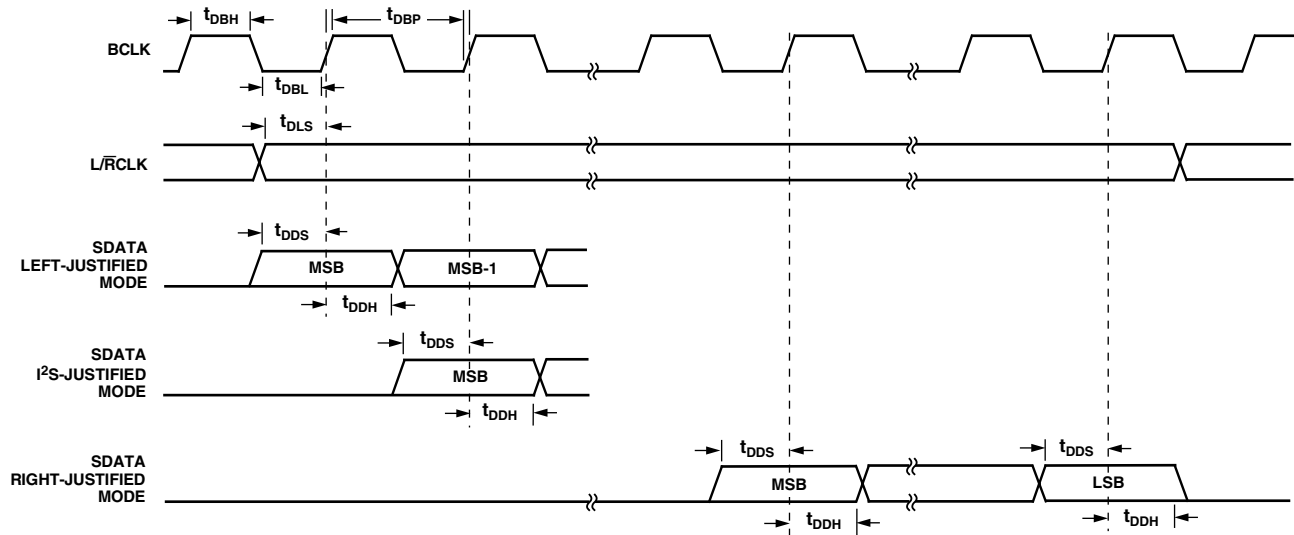 tDBH
tDBP
BCLK
tDBL
tDLS
L/R̅CLK
tDDS
SDATA
LEFT-JUSTIFIED
MODE
MSB
MSB-1
tDDH
tDDS
SDATA
I²S-JUSTIFIED
MODE
MSB
tDDH
tDDS
tDDS
SDATA
RIGHT-JUSTIFIED
MODE
MSB
LSB
tDDH
tDDH